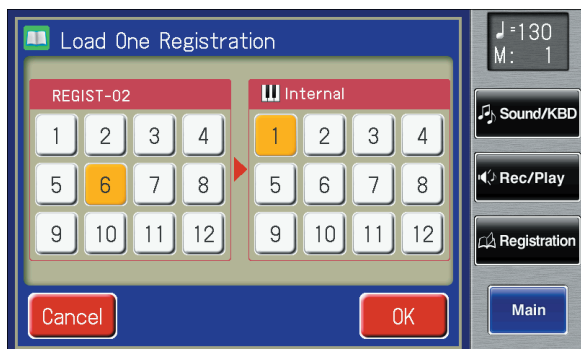 Load One Registration
REGIST-02
1 2 3 4
5 6 7 8
9 10 11 12
Internal
1 2 3 4
5 6 7 8
9 10 11 12
Cancel
OK
♩=130
M: 1
Sound/KBD
Rec/Play
Registration
Main